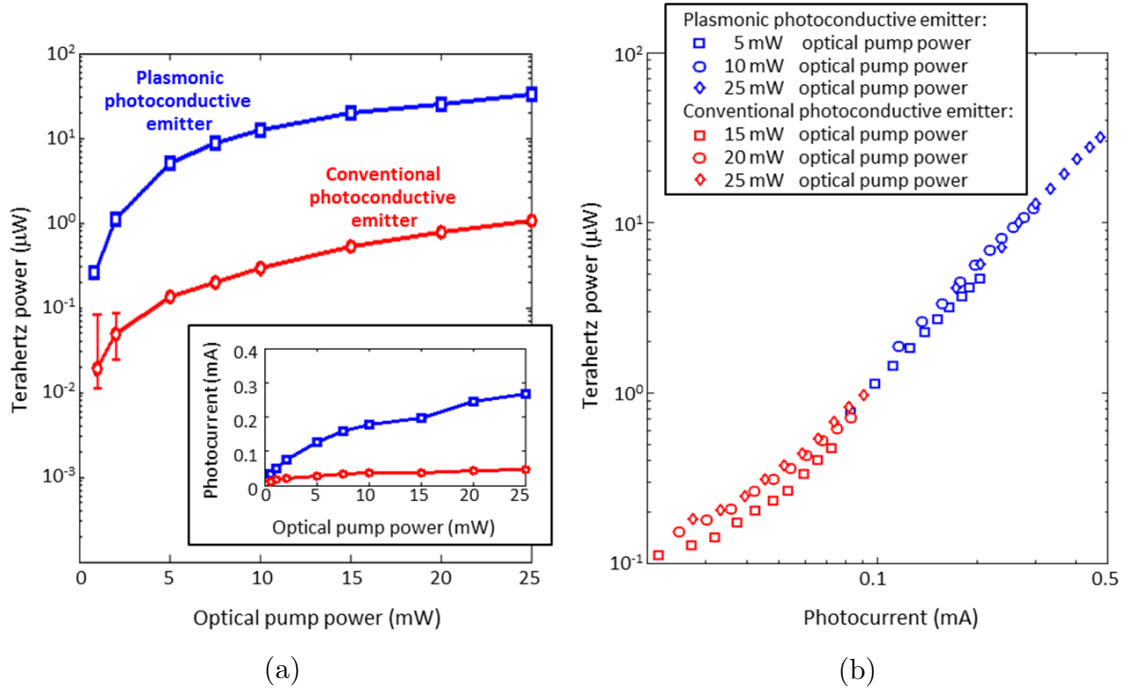 10²
10¹
10⁰
10⁻¹
10⁻²
10⁻³
Terahertz power (µW)
Plasmonic
photoconductive
emitter
Conventional
photoconductive
emitter
0.4
0.3
0.2
0.1
0
Photocurrent (mA)
0 5 10 15 20 25
Optical pump power (mW)
0 5 10 15 20 25
Optical pump power (mW)
(a)
Plasmonic photoconductive emitter:
5 mW optical pump power
10 mW optical pump power
25 mW optical pump power
Conventional photoconductive emitter:
15 mW optical pump power
20 mW optical pump power
25 mW optical pump power
10²
10¹
10⁰
10⁻¹
Terahertz power (µW)
0.1 0.5
Photocurrent (mA)
(b)